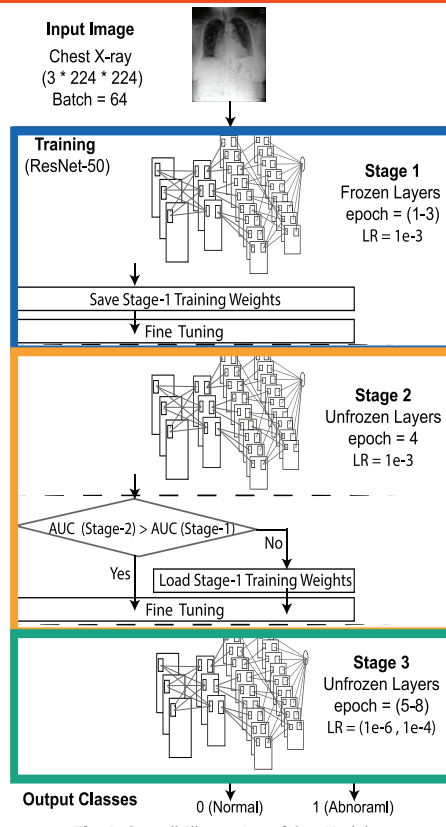 Input Image
Chest X-ray
(3 * 224 * 224)
Batch = 64
Training
(ResNet-50)
Stage 1
Frozen Layers
epoch = (1-3)
LR = 1e-3
Save Stage-1 Training Weights
Fine Tuning
Stage 2
Unfrozen Layers
epoch = 4
LR = 1e-3
AUC (Stage-2) > AUC (Stage-1)
No
Yes
Load Stage-1 Training Weights
Fine Tuning
Stage 3
Unfrozen Layers
epoch = (5-8)
LR = (1e-6 , 1e-4)
Output Classes
0 (Normal)
1 (Abnoraml)